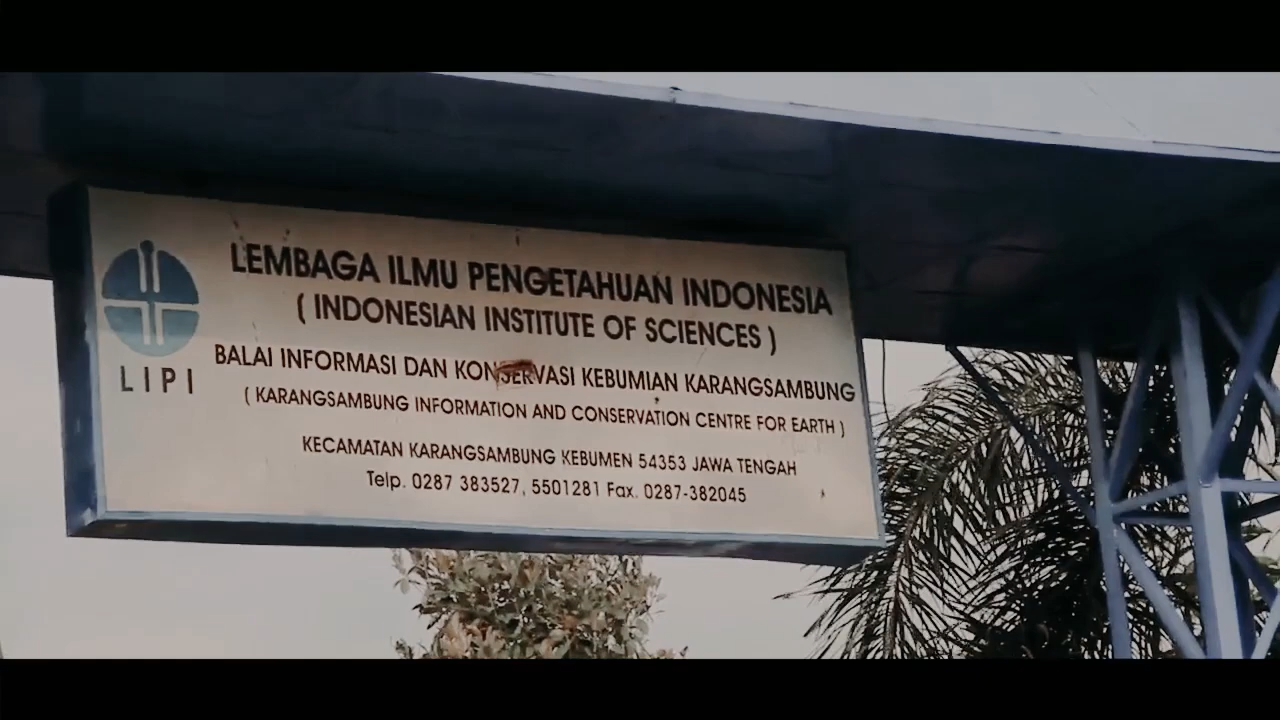 LEMBAGA ILMU PENGETAHUAN INDONESIA
( INDONESIAN INSTITUTE OF SCIENCES )
LIPI
BALAI INFORMASI DAN KONSERVASI KEBUMIAN KARANGSAMBUNG
( KARANGSAMBUNG INFORMATION AND CONSERVATION CENTRE FOR EARTH )
KECAMATAN KARANGSAMBUNG KEBUMEN 54353 JAWA TENGAH
Telp. 0287 383527, 5501281 Fax. 0287-382045